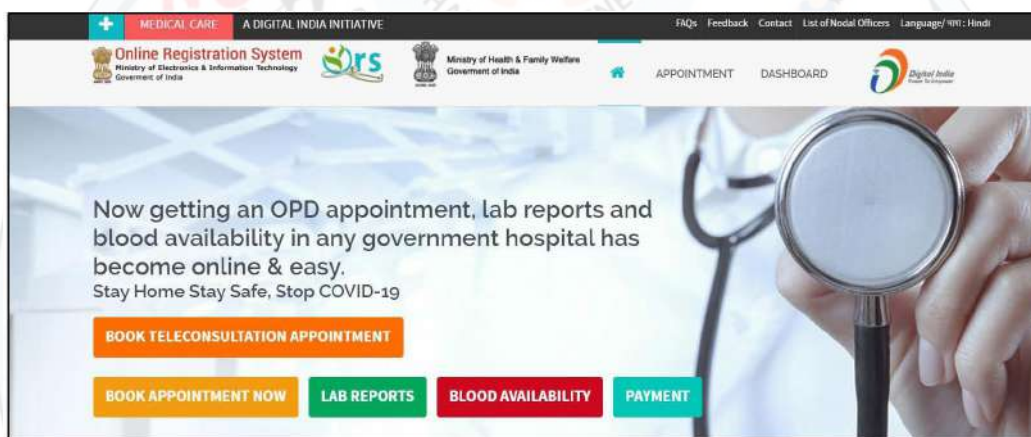 MEDICAL CARE A DIGITAL INDIA INITIATIVE FAQs Feedback Contact List of Nodal Officers Language/ भाषा : Hindi
Online Registration System
Ministry of Electronics & Information Technology
Goverment of India
Ors
Ministry of Health & Family Welfare
Goverment of India
APPOINTMENT DASHBOARD
Digital India
Power To Empower
Now getting an OPD appointment, lab reports and
blood availability in any government hospital has
become online & easy.
Stay Home Stay Safe, Stop COVID-19
BOOK TELECONSULTATION APPOINTMENT
BOOK APPOINTMENT NOW LAB REPORTS BLOOD AVAILABILITY PAYMENT